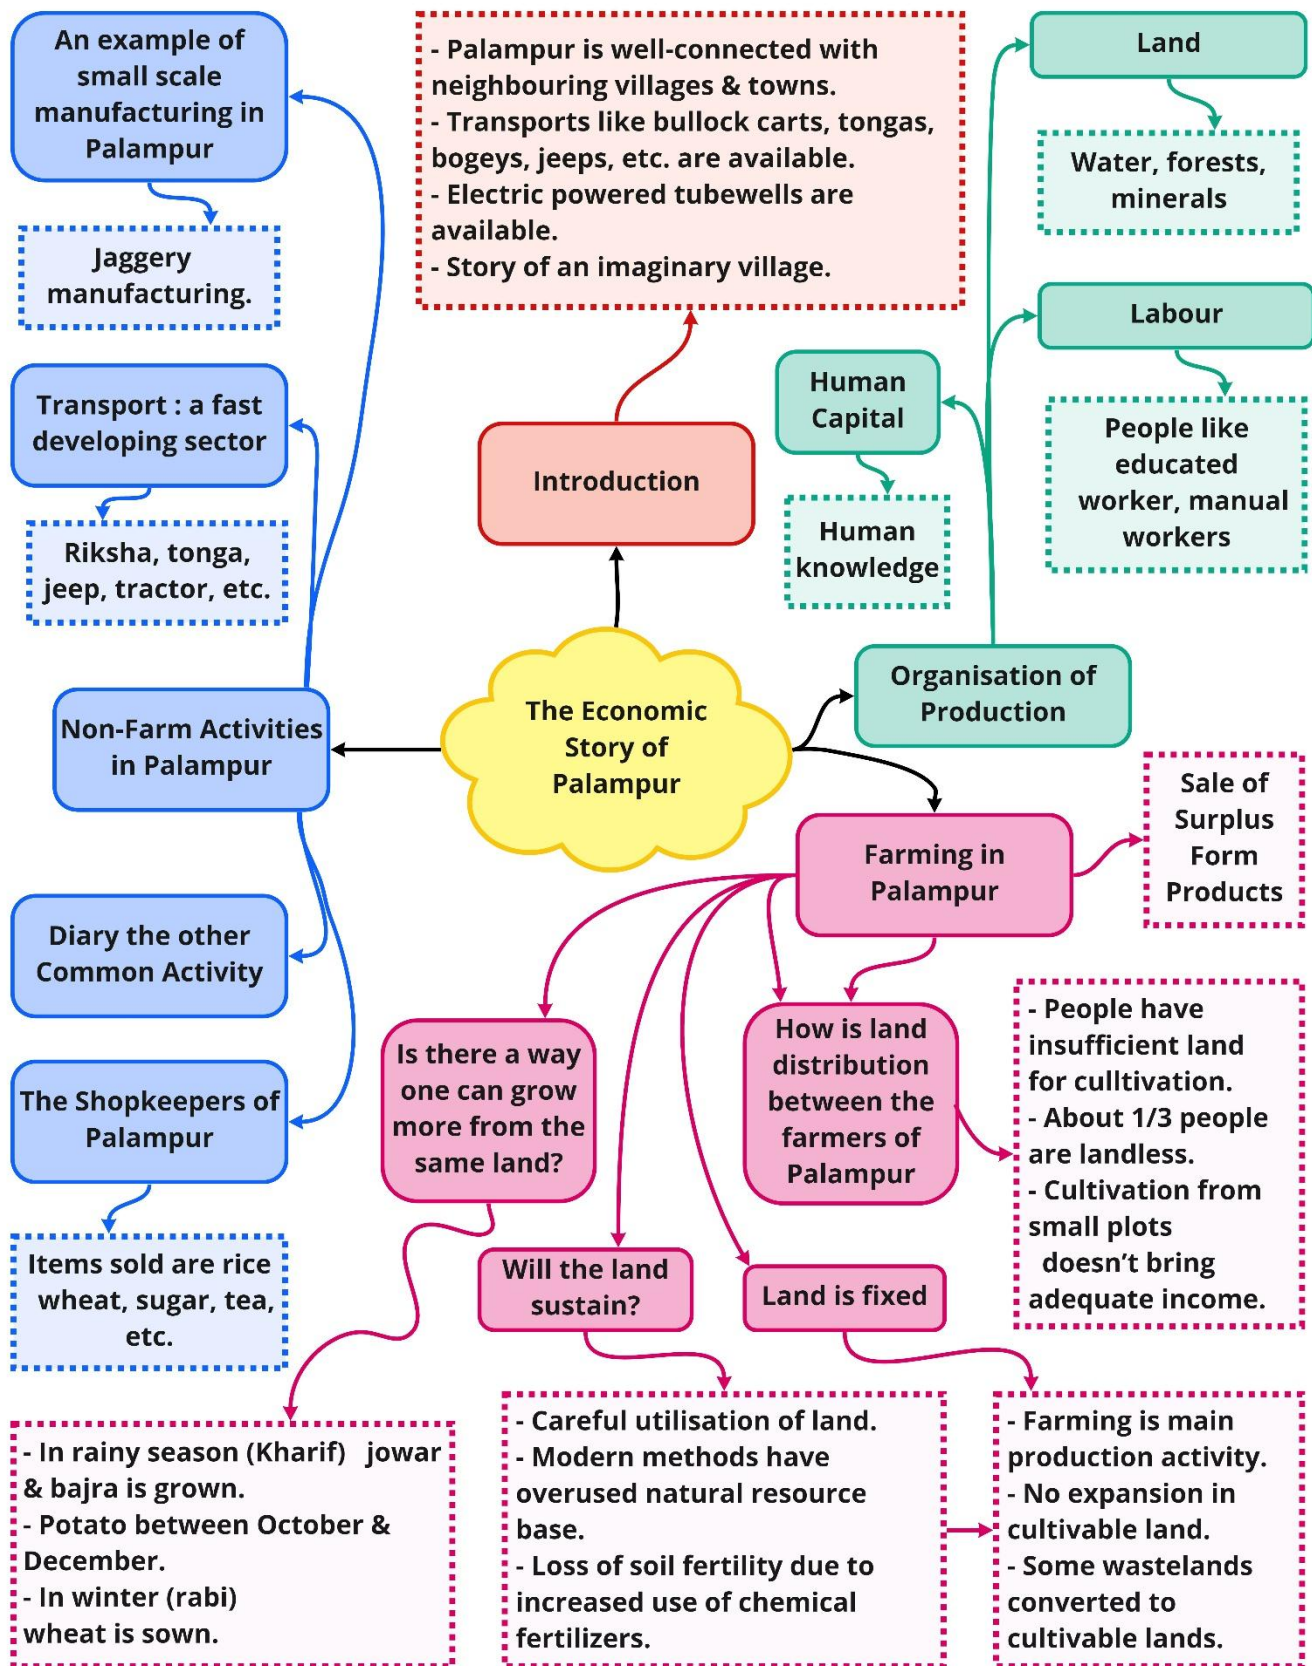 An example of
small scale
manufacturing in
Palampur
Jaggery
manufacturing.
Transport : a fast
developing sector
Riksha, tonga,
jeep, tractor, etc.
Non-Farm Activities
in Palampur
Diary the other
Common Activity
The Shopkeepers of
Palampur
Items sold are rice
wheat, sugar, tea,
etc.
- Palampur is well-connected with
neighbouring villages & towns.
- Transports like bullock carts, tongas,
bogeys, jeeps, etc. are available.
- Electric powered tubewells are
available.
- Story of an imaginary village.
Introduction
The Economic
Story of
Palampur
Land
Water, forests,
minerals
Labour
People like
educated
worker, manual
workers
Human
Capital
Human
knowledge
Organisation of
Production
Farming in
Palampur
Sale of
Surplus
Form
Products
How is land
distribution
between the
farmers of
Palampur
- People have
insufficient land
for culltivation.
- About 1/3 people
are landless.
- Cultivation from
small plots
doesn't bring
adequate income.
Is there a way
one can grow
more from the
same land?
Will the land
sustain?
Land is fixed
- In rainy season (Kharif) jowar
& bajra is grown.
- Potato between October &
December.
- In winter (rabi)
wheat is sown.
- Careful utilisation of land.
- Modern methods have
overused natural resource
base.
- Loss of soil fertility due to
increased use of chemical
fertilizers.
- Farming is main
production activity.
- No expansion in
cultivable land.
- Some wastelands
converted to
cultivable lands.